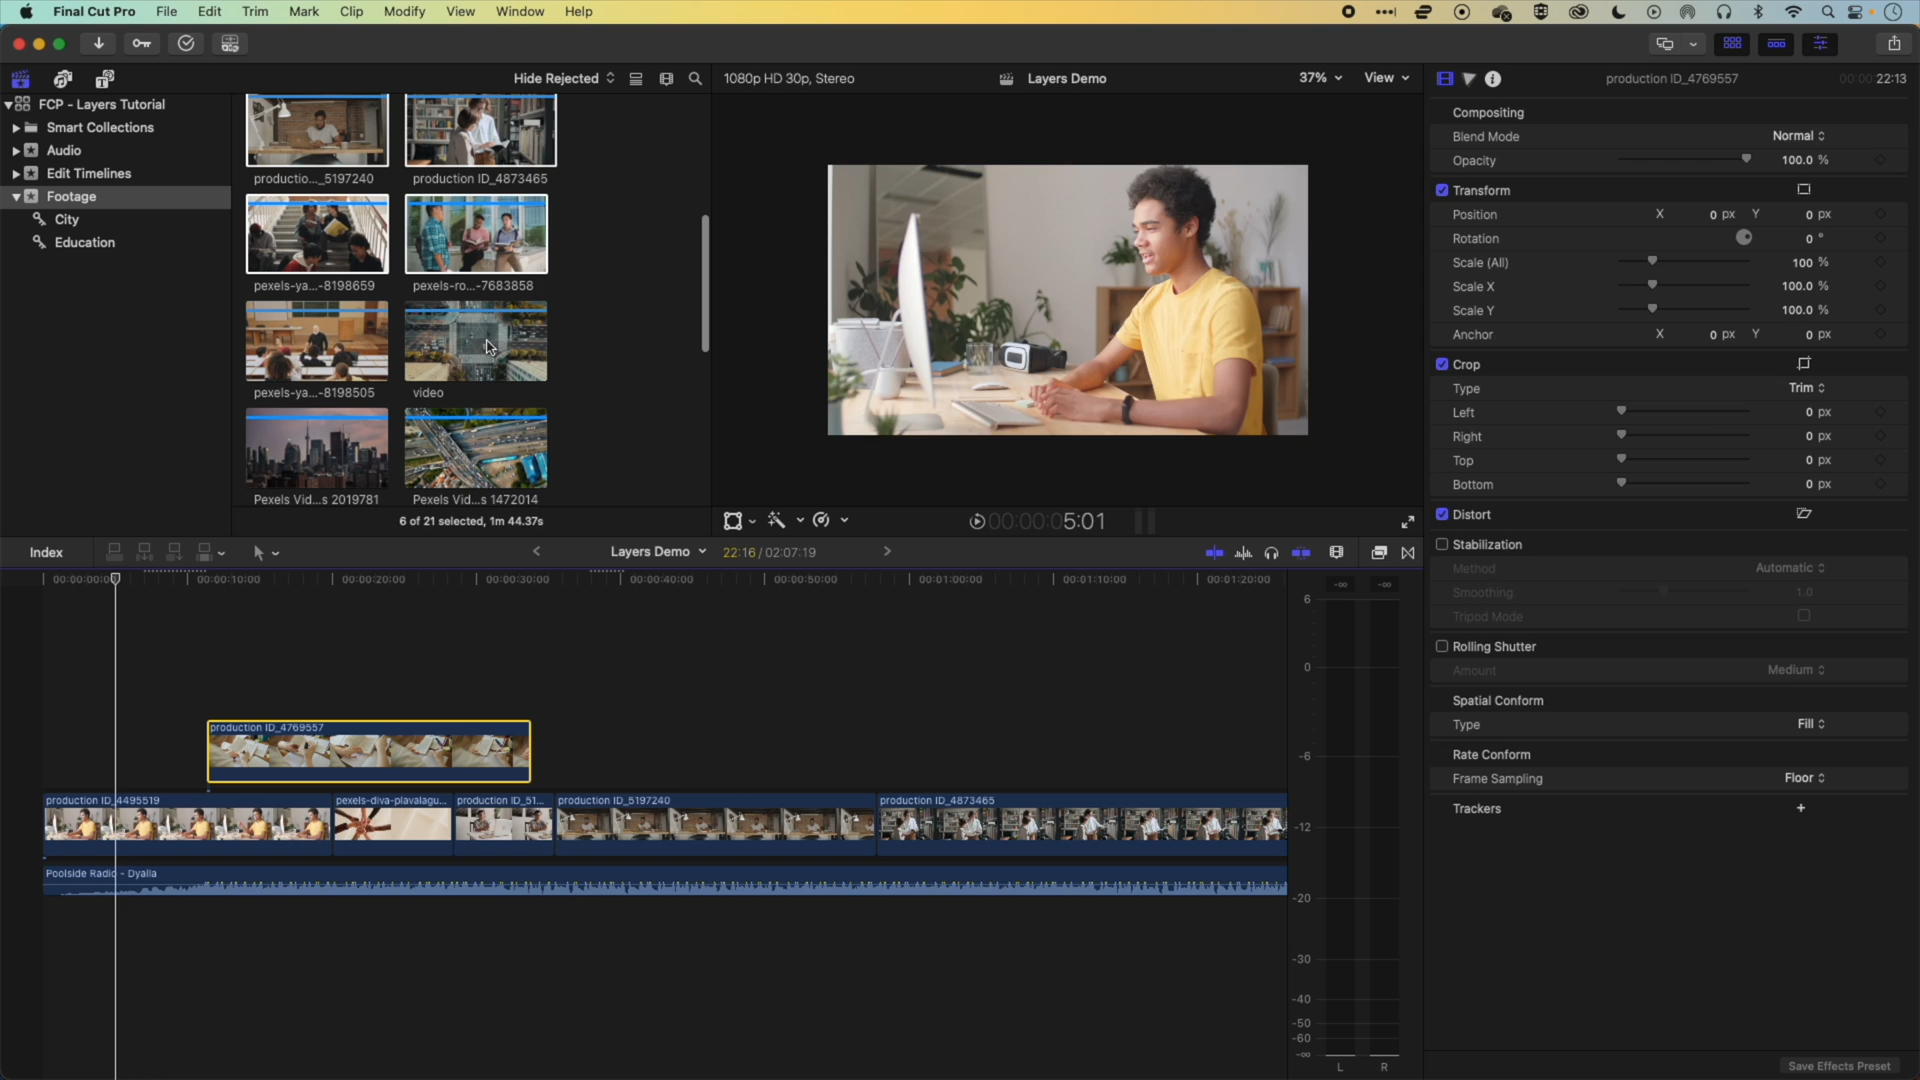 Final Cut Pro File Edit Trim Mark Clip Modify View Window Help
Hide Rejected
1080p HD 30p, Stereo
Layers Demo
37%
View
production ID_4769557
00:00:22:13
FCP - Layers Tutorial
Smart Collections
Audio
Edit Timelines
Footage
City
Education
productio..._5197240
production ID_4873465
pexels-ya...-8198659
pexels-ro...-7683858
pexels-ya...-8198505
video
Pexels Vid...s 2019781
Pexels Vid...s 1472014
6 of 21 selected, 1m 44.37s
00:00:05:01
Compositing
Blend Mode Normal
Opacity 100.0 %
Transform
Position X 0 px Y 0 px
Rotation 0 °
Scale (All) 100 %
Scale X 100.0 %
Scale Y 100.0 %
Anchor X 0 px Y 0 px
Crop
Type Trim
Left 0 px
Right 0 px
Top 0 px
Bottom 0 px
Distort
Stabilization
Method Automatic
Smoothing 1.0
Tripod Mode
Rolling Shutter
Amount Medium
Spatial Conform
Type Fill
Rate Conform
Frame Sampling Floor
Trackers +
Save Effects Preset
Index
Layers Demo
22:16 / 02:07:19
00:00:00:00 00:00:10:00 00:00:20:00 00:00:30:00 00:00:40:00 00:00:50:00 00:01:00:00 00:01:10:00 00:01:20:00
production ID_4769557
production ID_4495519
pexels-diva-plavalagu...
production ID_51...
production ID_5197240
production ID_4873465
Poolside Radio - Dyalla
-∞ -∞
6
0
-6
-12
-20
-30
-40
-50
-60
-∞
L R